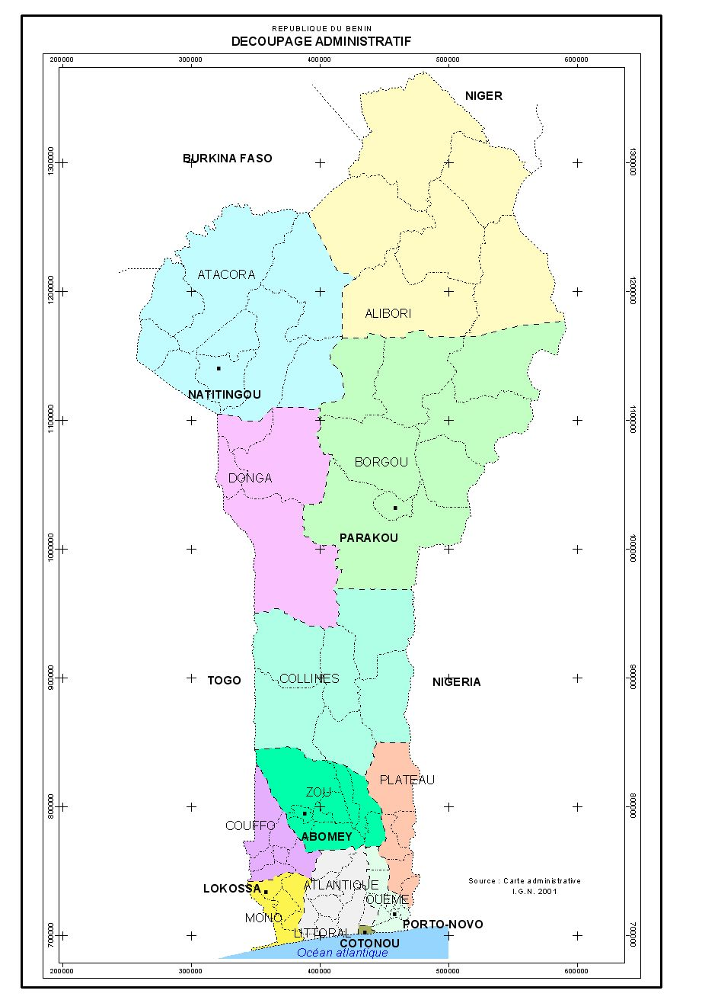 REPUBLIQUE DU BENIN
DECOUPAGE ADMINISTRATIF
200000 300000 400000 500000 600000
NIGER
BURKINA FASO
1300000 1300000
ATACORA
1200000 1200000
ALIBORI
NATITINGOU
1100000 1100000
BORGOU
DONGA
PARAKOU
1000000 1000000
COLLINES
TOGO
NIGERIA
900000 900000
PLATEAU
ZOU
800000 800000
COUFFO
ABOMEY
Source : Carte administrative
I.G.N. 2001
ATLANTIQUE
LOKOSSA
OUEME
MONO
PORTO-NOVO
LITTORAL
700000 700000
COTONOU
Océan atlantique
200000 300000 400000 500000 600000